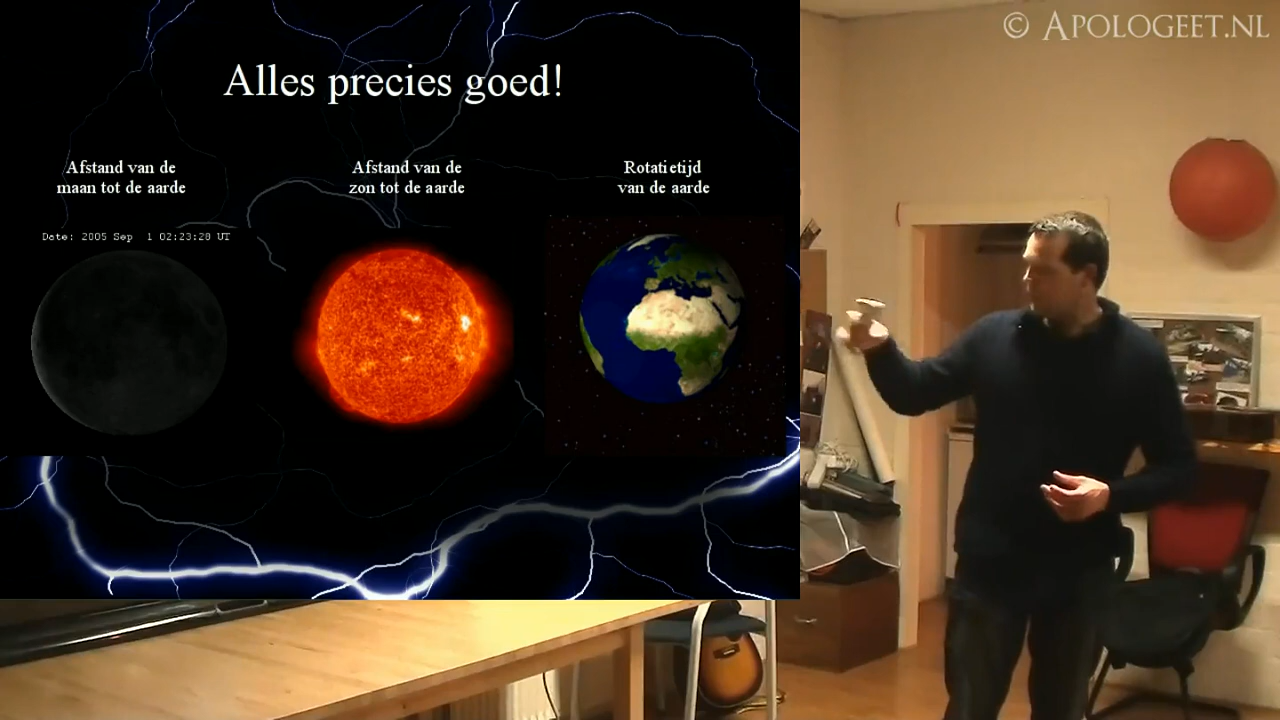 © APOLOGEET.NL
Alles precies goed!
Afstand van de
maan tot de aarde
Afstand van de
zon tot de aarde
Rotatietijd
van de aarde
Date: 2005 Sep 1 02:23:28 UT